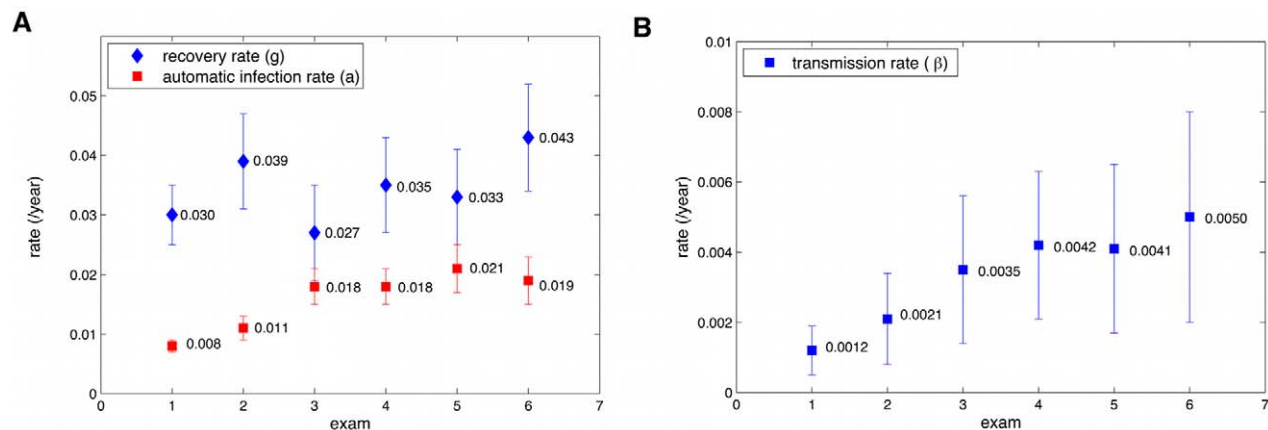 A
recovery rate (g)
automatic infection rate (a)
0.05
0.04
0.03
0.02
0.01
0
rate (/year)
0.030
0.039
0.027
0.035
0.033
0.043
0.008
0.011
0.018
0.018
0.021
0.019
0 1 2 3 4 5 6 7
exam
B
transmission rate ( β)
0.01
0.008
0.006
0.004
0.002
0
rate (/year)
0.0012
0.0021
0.0035
0.0042
0.0041
0.0050
0 1 2 3 4 5 6 7
exam